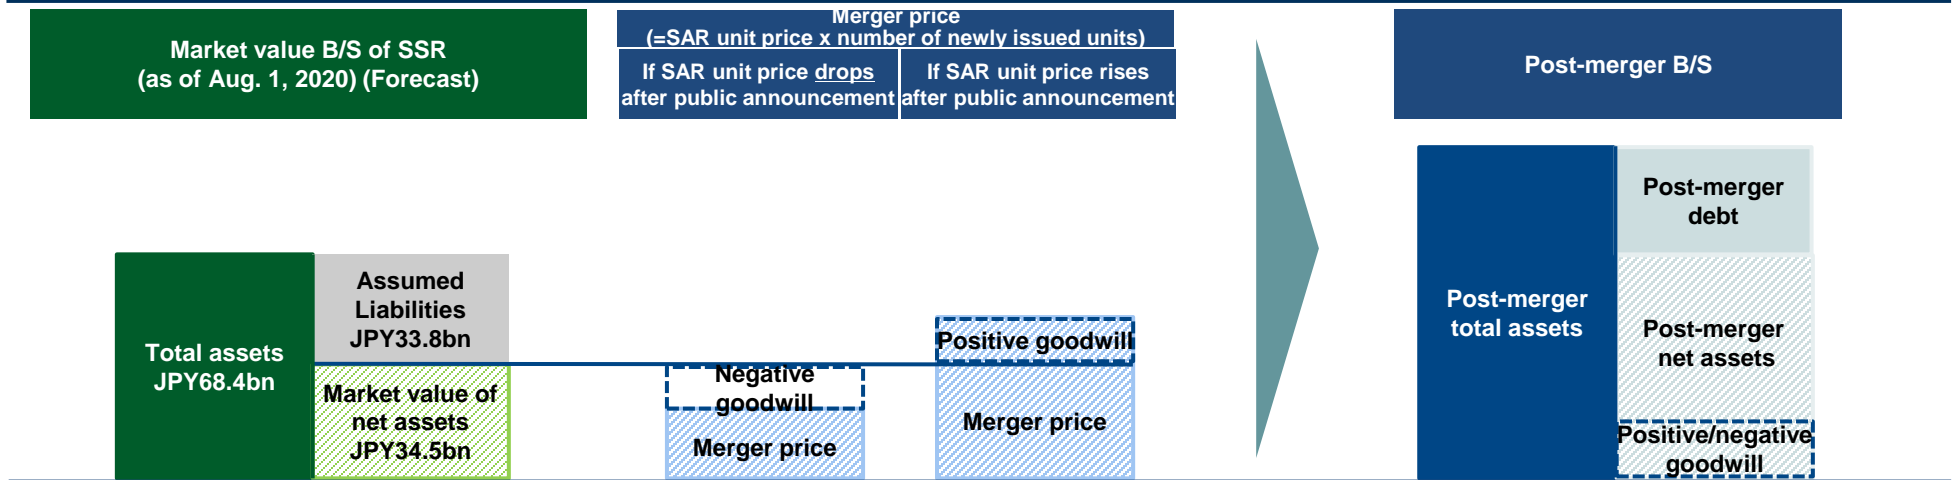 Market value B/S of SSR
(as of Aug. 1, 2020) (Forecast)
Merger price
(=SAR unit price x number of newly issued units)
If SAR unit price drops
after public announcement
If SAR unit price rises
after public announcement
Post-merger B/S
Total assets
JPY68.4bn
Assumed
Liabilities
JPY33.8bn
Market value of
net assets
JPY34.5bn
Negative
goodwill
Merger price
Positive goodwill
Merger price
Post-merger
total assets
Post-merger
debt
Post-merger
net assets
Positive/negative
goodwill